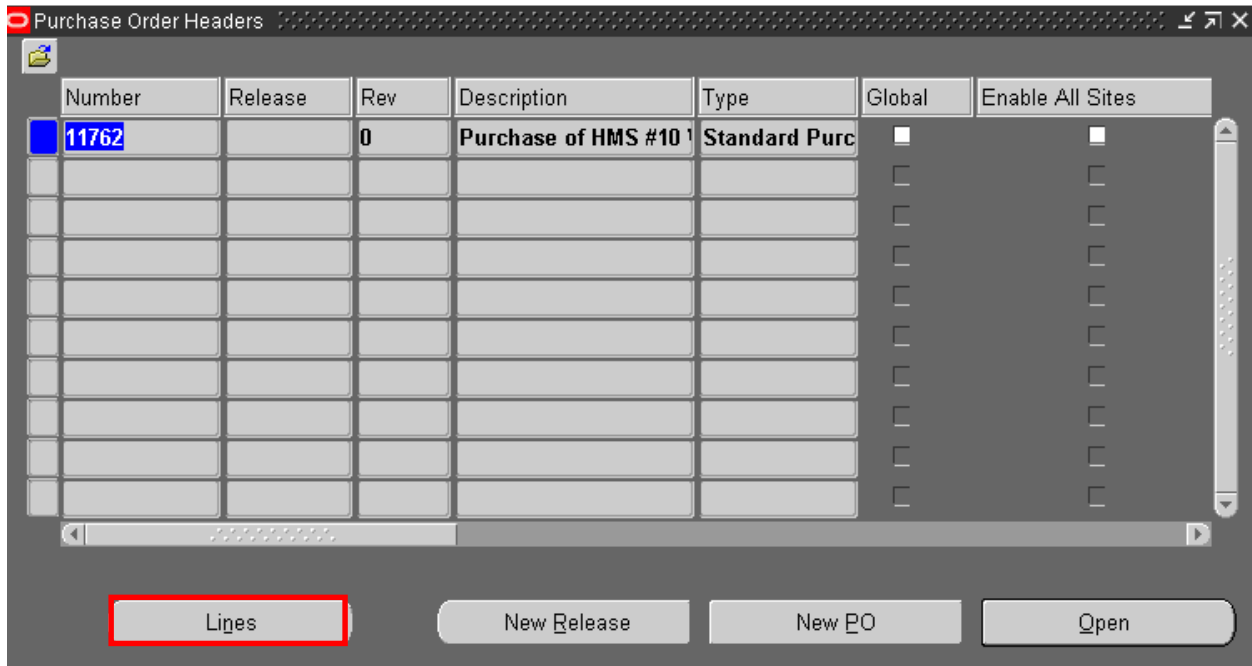 Purchase Order Headers
Number Release Rev Description Type Global Enable All Sites
11762 0 Purchase of HMS #10 Standard Purc
Lines New Release New PO Open